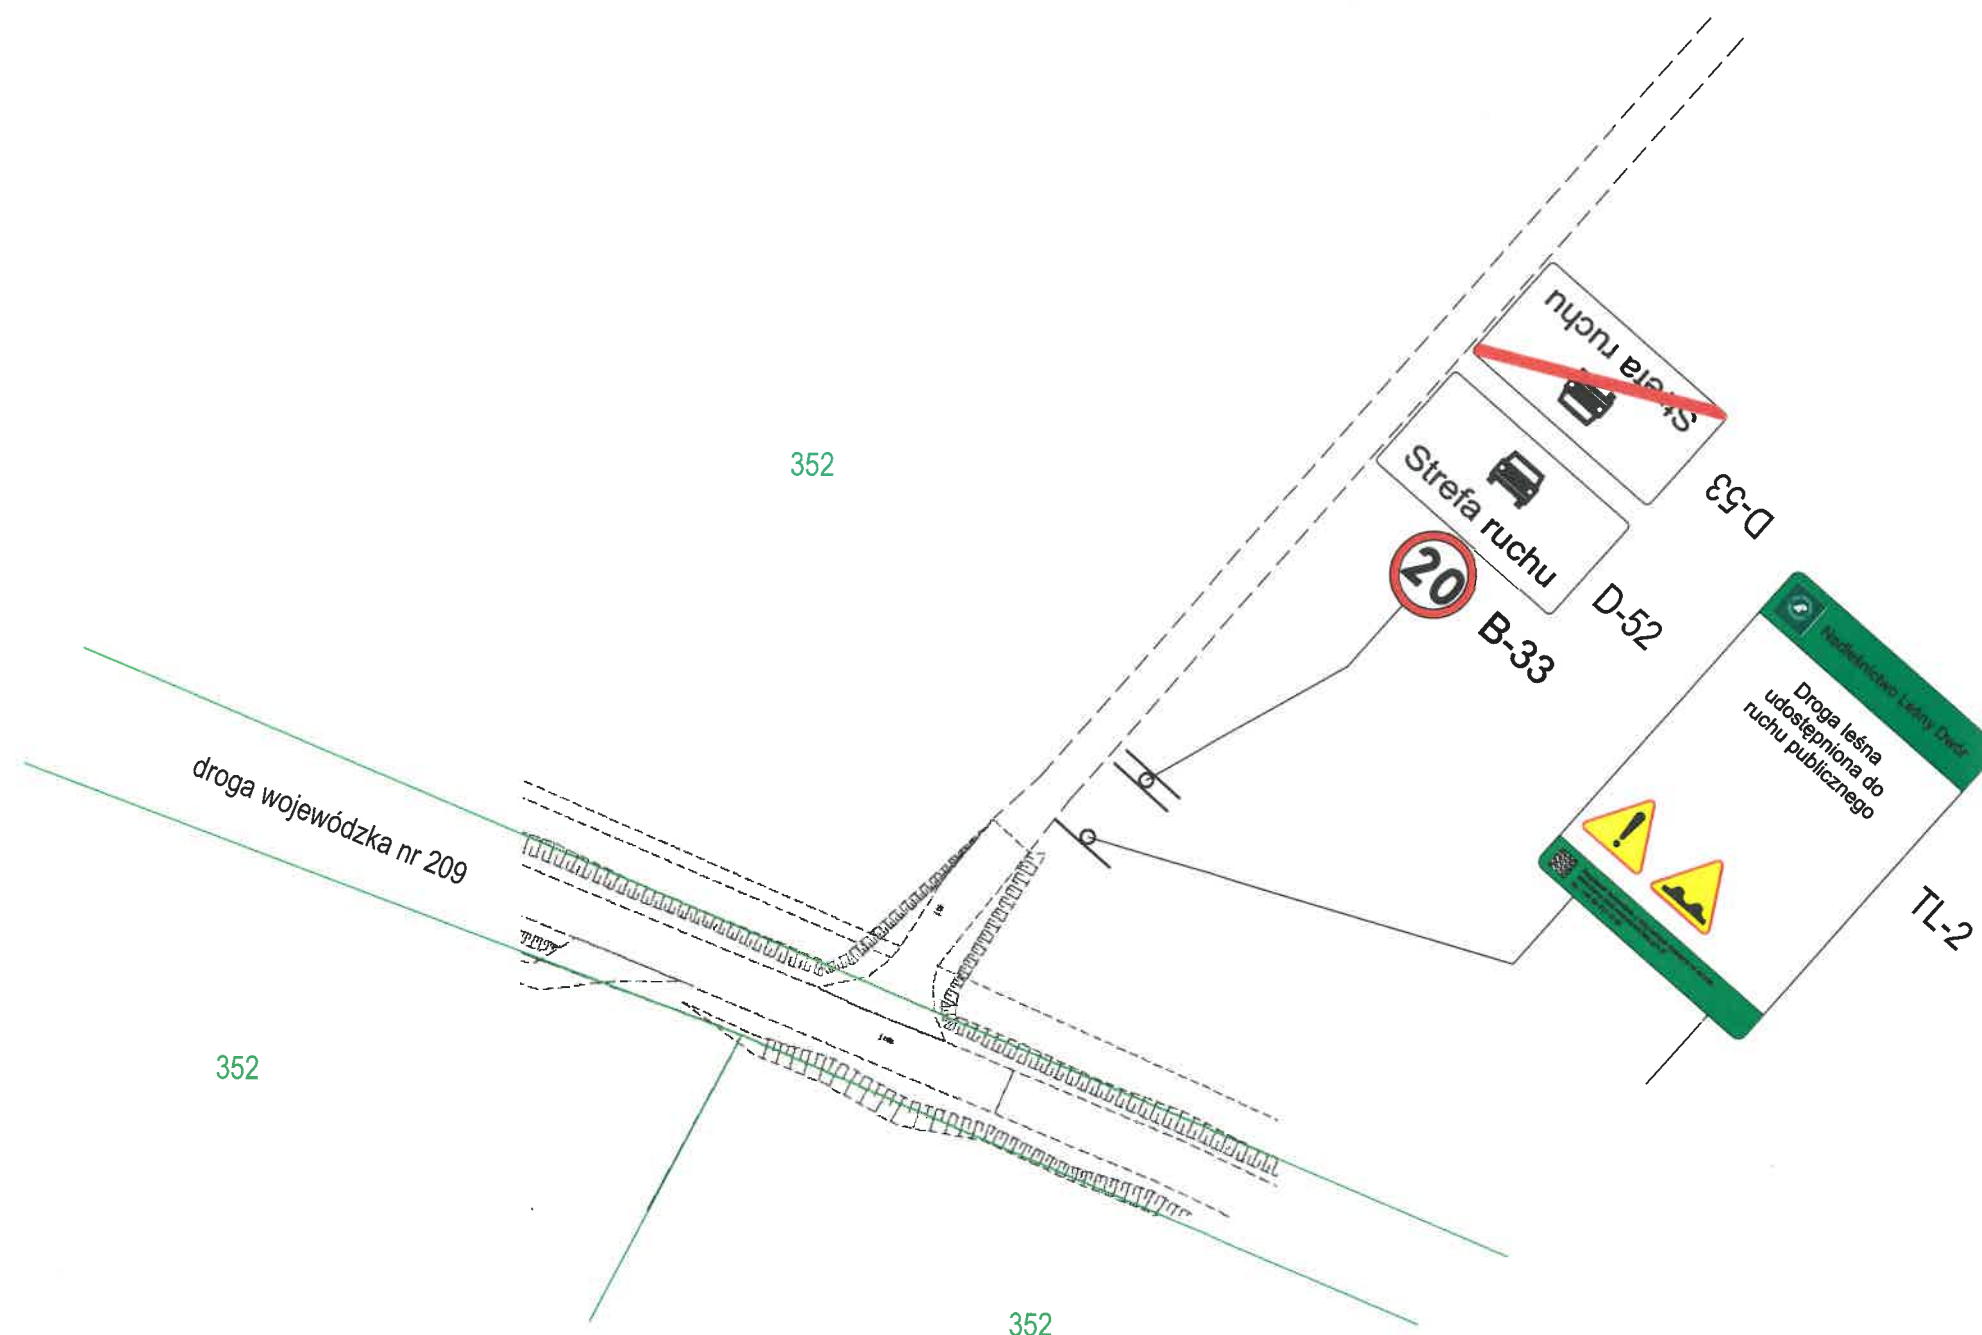 Strefa ruchu
D-53
352
Strefa ruchu
D-52
20
B-33
Nadleśnictwo Leśny Dwór
Droga leśna
udostępniona do
ruchu publicznego
TL-2
droga wojewódzka nr 209
352
352